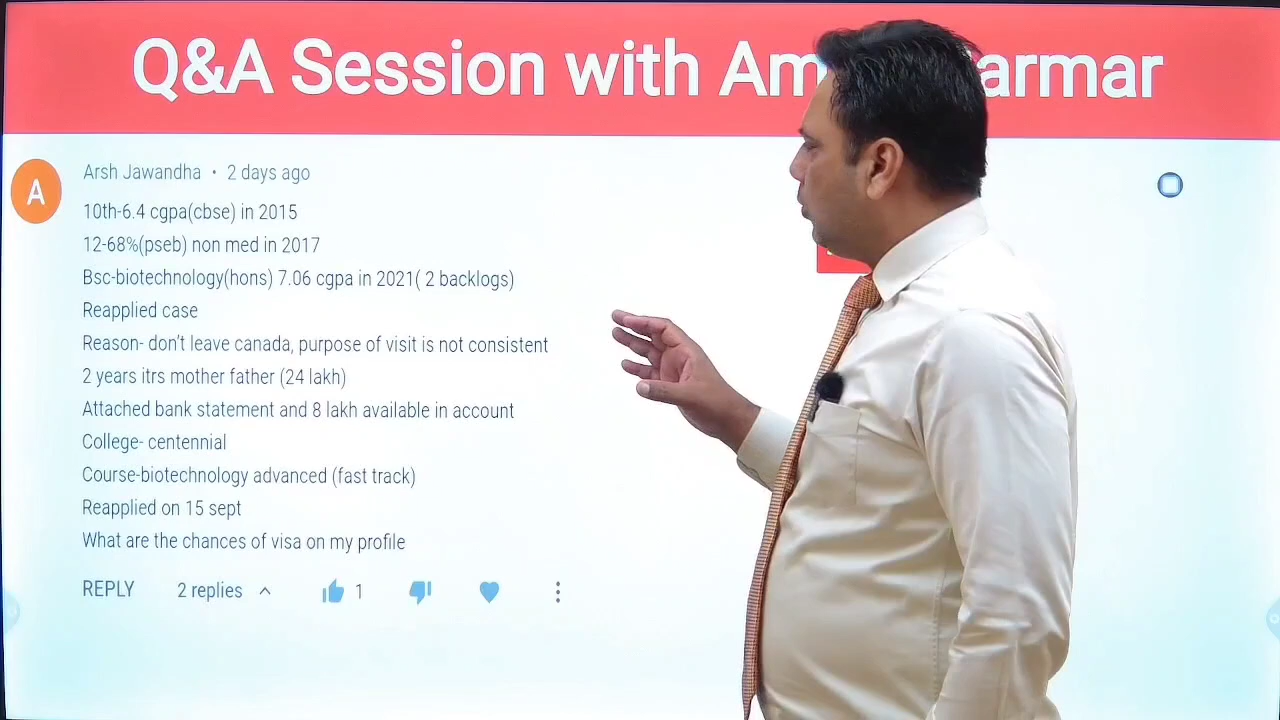 Q&A Session with Am armar
A
Arsh Jawandha • 2 days ago
10th-6.4 cgpa(cbse) in 2015
12-68%(pseb) non med in 2017
Bsc-biotechnology(hons) 7.06 cgpa in 2021( 2 backlogs)
Reapplied case
Reason- don't leave canada, purpose of visit is not consistent
2 years itrs mother father (24 lakh)
Attached bank statement and 8 lakh available in account
College- centennial
Course-biotechnology advanced (fast track)
Reapplied on 15 sept
What are the chances of visa on my profile
REPLY 2 replies 1